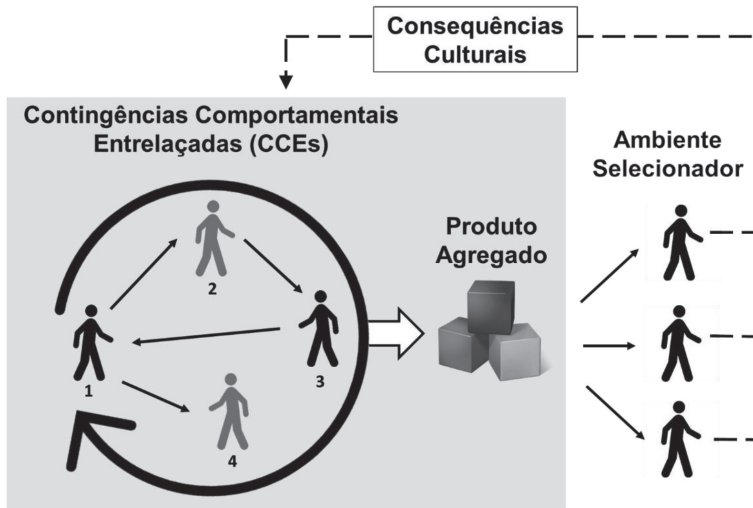 Consequências
Culturais
Contingências Comportamentais
Entrelaçadas (CCEs)
Ambiente
Selecionador
Produto
Agregado
2
1
3
4